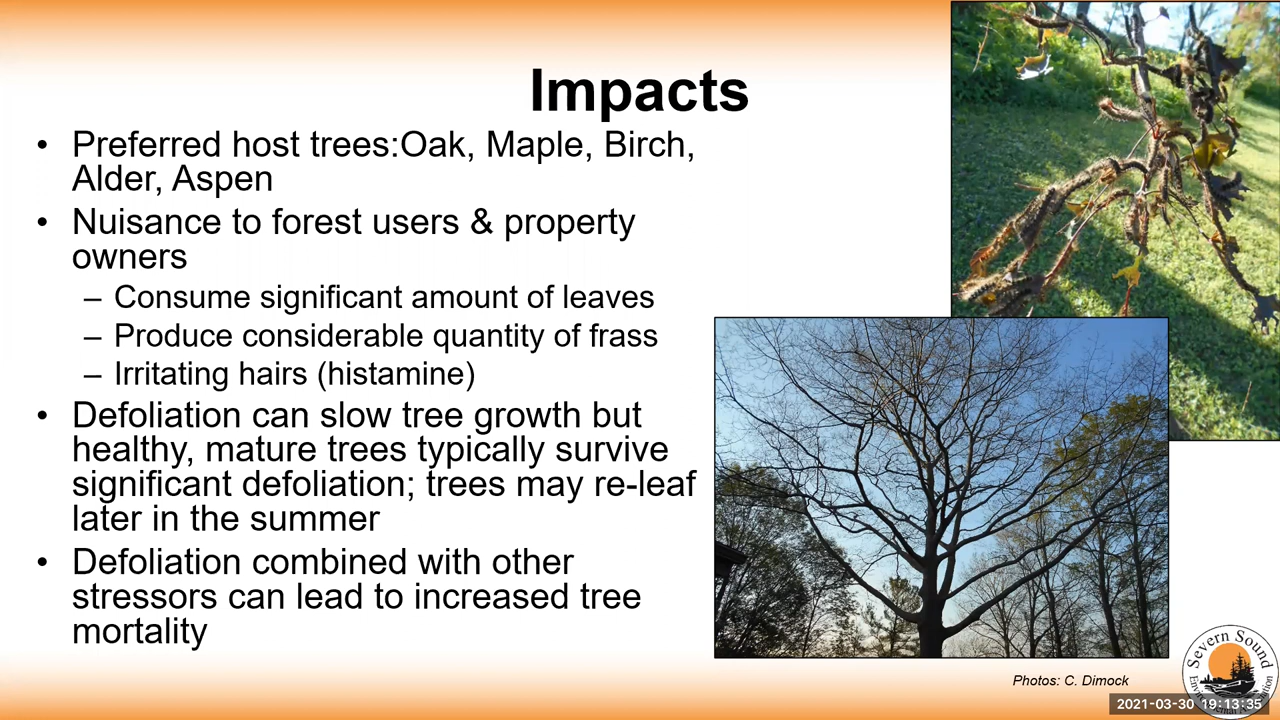 Impacts
• Preferred host trees:Oak, Maple, Birch,
Alder, Aspen
• Nuisance to forest users & property
owners
– Consume significant amount of leaves
– Produce considerable quantity of frass
– Irritating hairs (histamine)
• Defoliation can slow tree growth but
healthy, mature trees typically survive
significant defoliation; trees may re-leaf
later in the summer
• Defoliation combined with other
stressors can lead to increased tree
mortality
Photos: C. Dimock
Severn Sound
2021-03-30 19:13:35